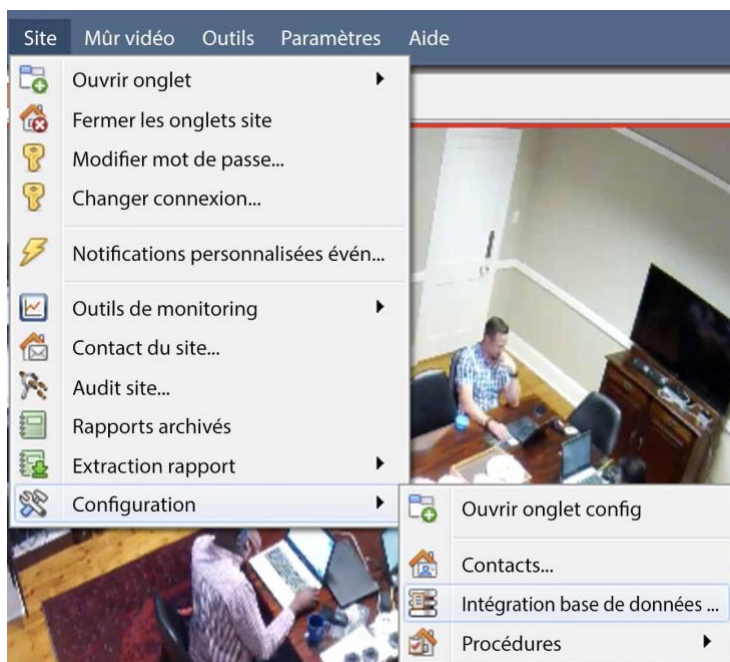 Site Mûr vidéo Outils Paramètres Aide
Ouvrir onglet
Fermer les onglets site
Modifier mot de passe...
Changer connexion...
Notifications personnalisées évén...
Outils de monitoring
Contact du site...
Audit site...
Rapports archivés
Extraction rapport
Configuration
Ouvrir onglet config
Contacts...
Intégration base de données ...
Procédures